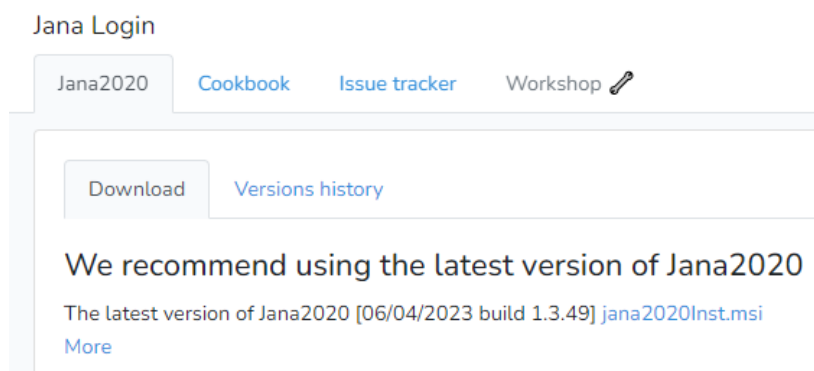 Jana Login
Jana2020 Cookbook Issue tracker Workshop
Download Versions history
We recommend using the latest version of Jana2020
The latest version of Jana2020 [06/04/2023 build 1.3.49] jana2020Inst.msi
More